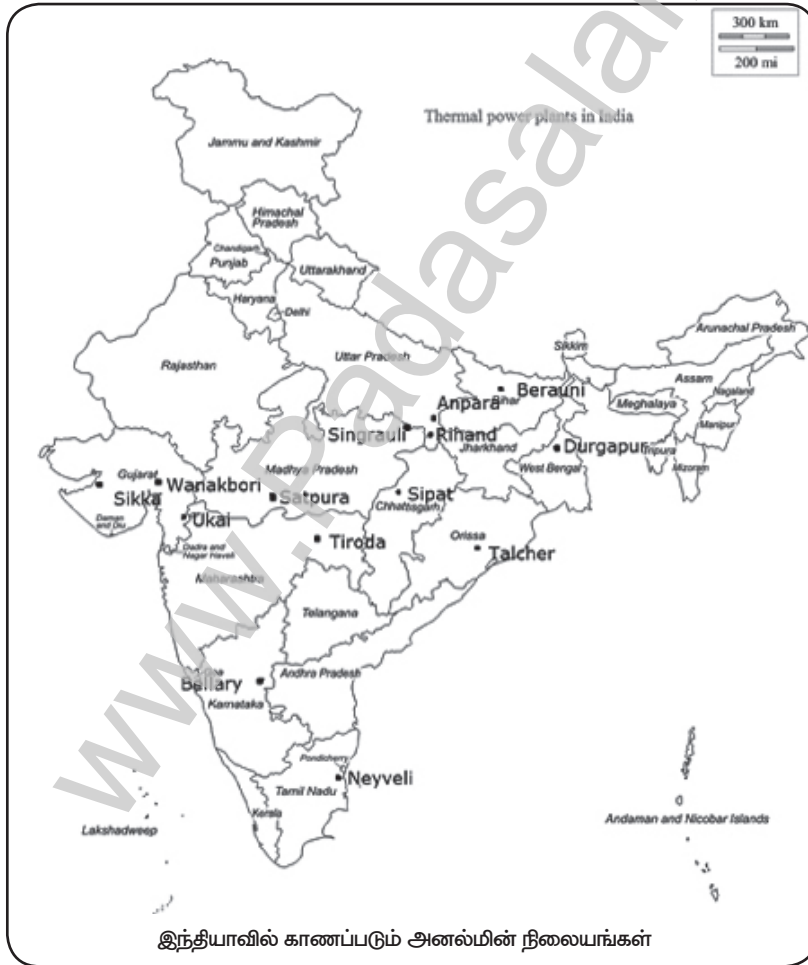 300 km
200 mi
Thermal power plants in India
Jammu and Kashmir
Himachal
Pradesh
Chandigarh
Punjab
Uttarakhand
Haryana
Delhi
Arunachal Pradesh
Rajasthan
Uttar Pradesh
Sikkim
Assam
Nagaland
Meghalaya
Berauni
Bihar
Anpara
Manipur
Singrauli
Rihand
Jharkhand
Durgapur
Tripura
Mizoram
West Bengal
Gujarat
Wanakbori
Madhya Pradesh
Sikka
Satpura
Sipat
Chhattisgarh
Daman
and Diu
Ukai
Orissa
Tiroda
Talcher
Dadra and
Nagar Haveli
Maharashtra
Telangana
Andhra Pradesh
Bellary
Karnataka
Pondicherry
Neyveli
Tamil Nadu
Kerala
Lakshadweep
Andaman and Nicobar Islands
இந்தியாவில் காணப்படும் அனல்மின் நிலையங்கள்
www.Padasalai